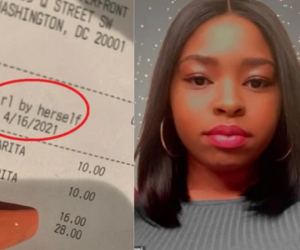 Q STREET SW
WASHINGTON, DC 20001
rl by herself
4/16/2021
ARITA
10.00
RITA
10.00
16.00
28.00